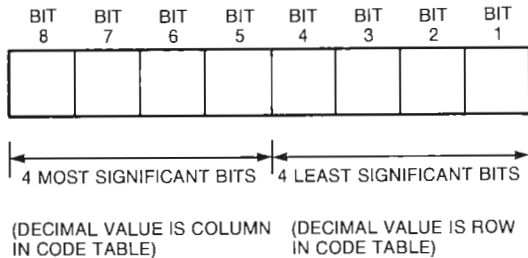 BIT BIT BIT BIT BIT BIT BIT BIT
8 7 6 5 4 3 2 1
4 MOST SIGNIFICANT BITS 4 LEAST SIGNIFICANT BITS
(DECIMAL VALUE IS COLUMN (DECIMAL VALUE IS ROW
IN CODE TABLE) IN CODE TABLE)